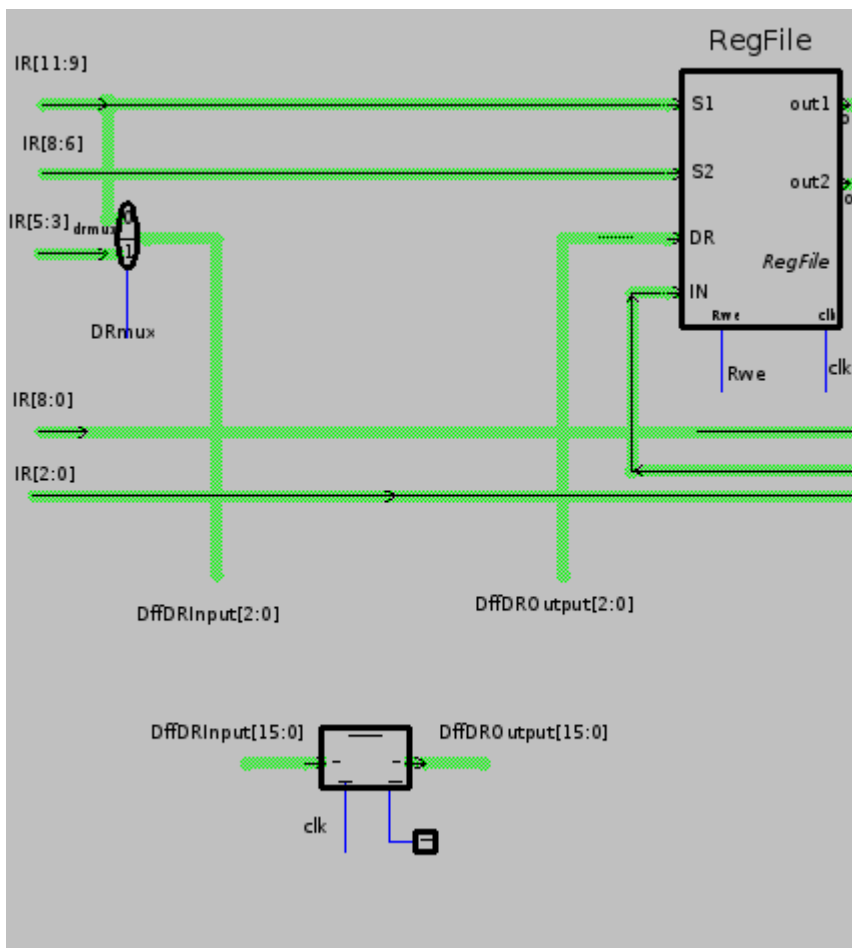 RegFile
IR[11:9]
S1
out1
IR[8:6]
S2
out2
IR[5:3]
drmux
0
1
DR
RegFile
IN
Rwe
clk
DRmux
Rwe
clk
IR[8:0]
IR[2:0]
DffDRInput[2:0]
DffDROutput[2:0]
DffDRInput[15:0]
DffDROutput[15:0]
clk